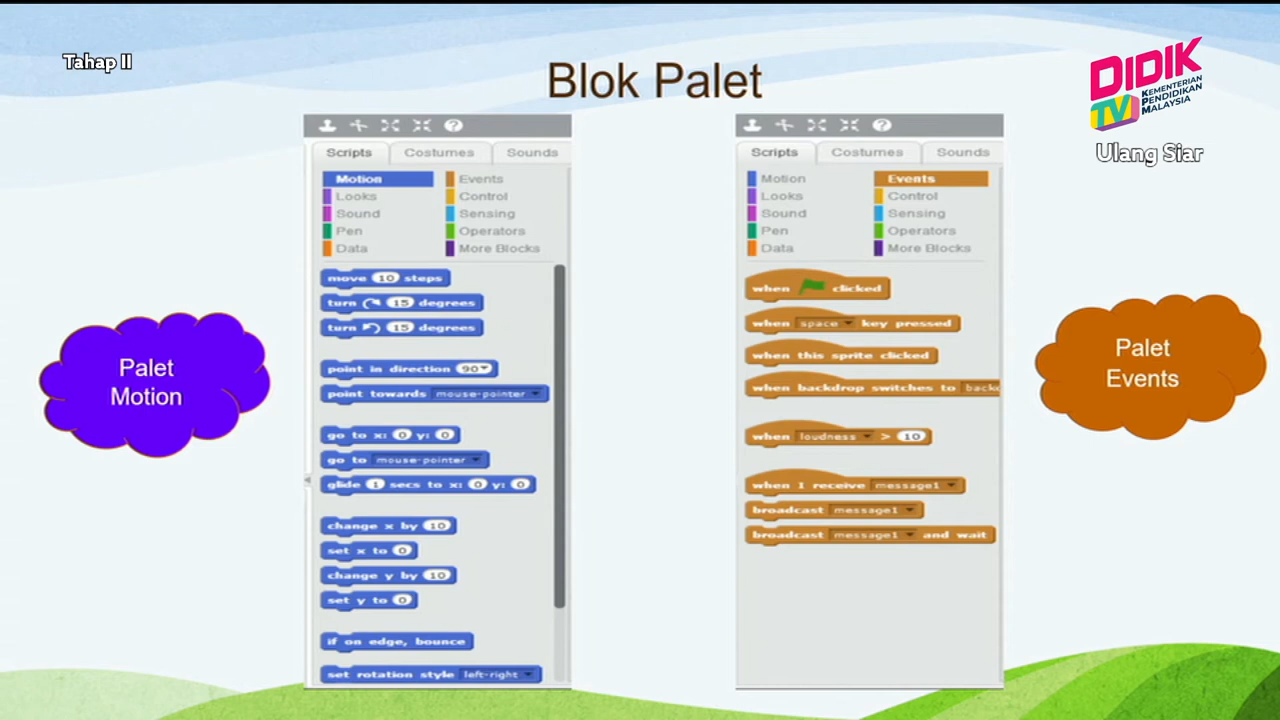 Tahap II
Blok Palet
DIDIK
TV
KEMENTERIAN
PENDIDIKAN
MALAYSIA
Ulang Siar
Palet
Motion
Scripts Costumes Sounds
Motion Events
Looks Control
Sound Sensing
Pen Operators
Data More Blocks
move 10 steps
turn 15 degrees
turn 15 degrees
point in direction 90
point towards mouse-pointer
go to x: 0 y: 0
go to mouse-pointer
glide 1 secs to x: 0 y: 0
change x by 10
set x to 0
change y by 10
set y to 0
if on edge, bounce
set rotation style left-right
Scripts Costumes Sounds
Motion Events
Looks Control
Sound Sensing
Pen Operators
Data More Blocks
when clicked
when space key pressed
when this sprite clicked
when backdrop switches to
when loudness > 10
when I receive message1
broadcast message1
broadcast message1 and wait
Palet
Events